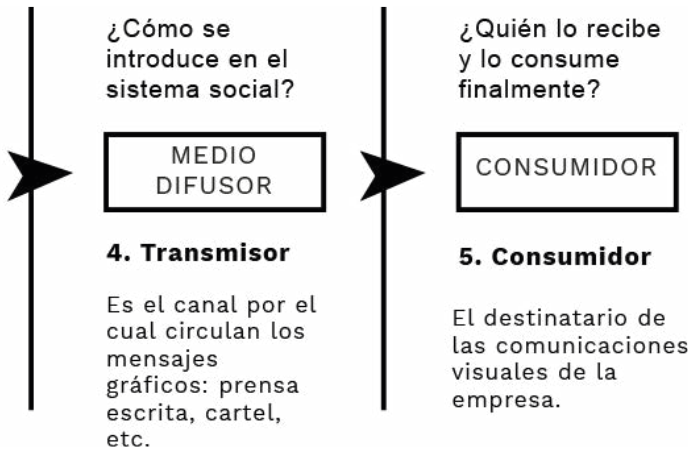 ¿Cómo se
introduce en el
sistema social?
MEDIO
DIFUSOR
4. Transmisor
Es el canal por el
cual circulan los
mensajes
gráficos: prensa
escrita, cartel,
etc.
¿Quién lo recibe
y lo consume
finalmente?
CONSUMIDOR
5. Consumidor
El destinatario de
las comunicaciones
visuales de la
empresa.